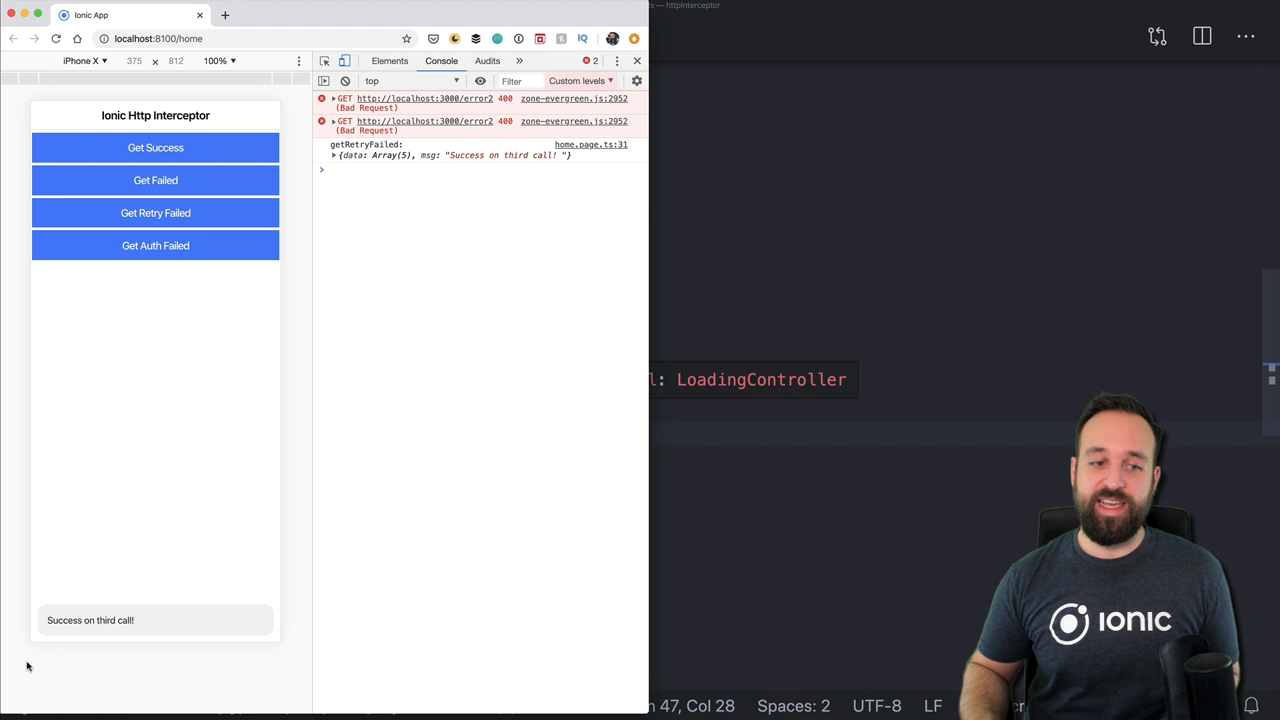 Ionic App
ts — httpInterceptor
localhost:8100/home
iPhone X ▾ 375 x 812 100% ▾
Elements Console Audits » 2
top Filter Custom levels ▾
GET http://localhost:3000/error2 400 zone-evergreen.js:2952
(Bad Request)
GET http://localhost:3000/error2 400 zone-evergreen.js:2952
(Bad Request)
getRetryFailed: home.page.ts:31
{data: Array(5), msg: "Success on third call! "}
Ionic Http Interceptor
Get Success
Get Failed
Get Retry Failed
Get Auth Failed
Success on third call!
l: LoadingController
IONIC
n 47, Col 28 Spaces: 2 UTF-8 LF